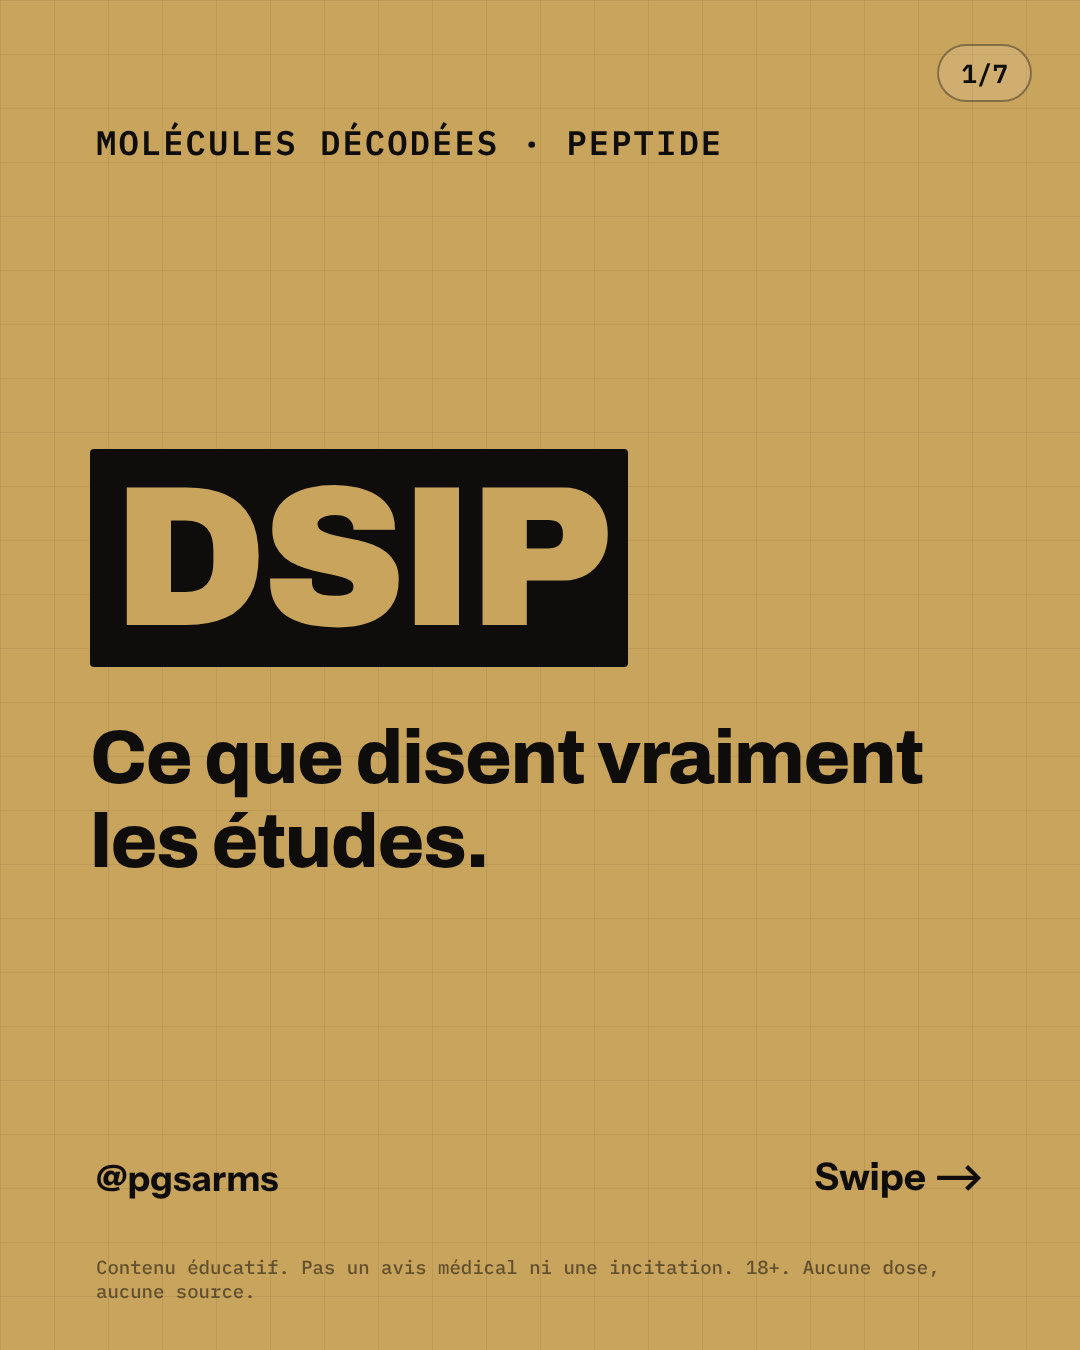 1/7
MOLÉCULES DÉCODÉES · PEPTIDE
DSIP
Ce que disent vraiment
les études.
@pgsarms
Swipe →
Contenu éducatif. Pas un avis médical ni une incitation. 18+. Aucune dose,
aucune source.